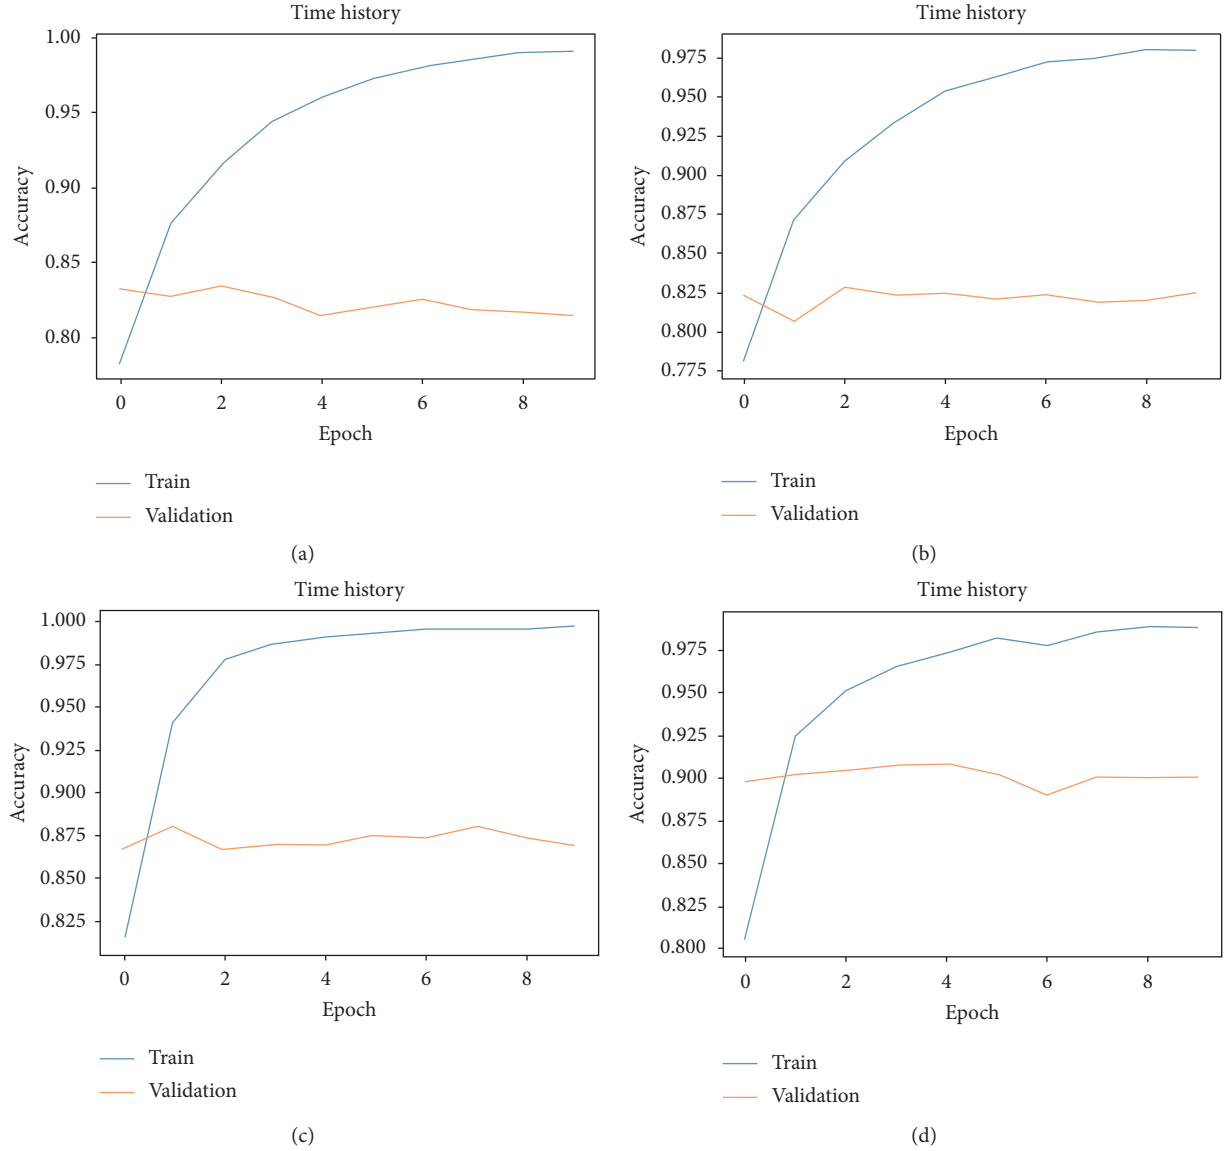 Time history
1.00
0.95
0.90
0.85
0.80
Accuracy
0 2 4 6 8
Epoch
Train
Validation
(a)
Time history
0.975
0.950
0.925
0.900
0.875
0.850
0.825
0.800
0.775
Accuracy
0 2 4 6 8
Epoch
Train
Validation
(b)
Time history
1.000
0.975
0.950
0.925
0.900
0.875
0.850
0.825
Accuracy
0 2 4 6 8
Epoch
Train
Validation
(c)
Time history
0.975
0.950
0.925
0.900
0.875
0.850
0.825
0.800
Accuracy
0 2 4 6 8
Epoch
Train
Validation
(d)